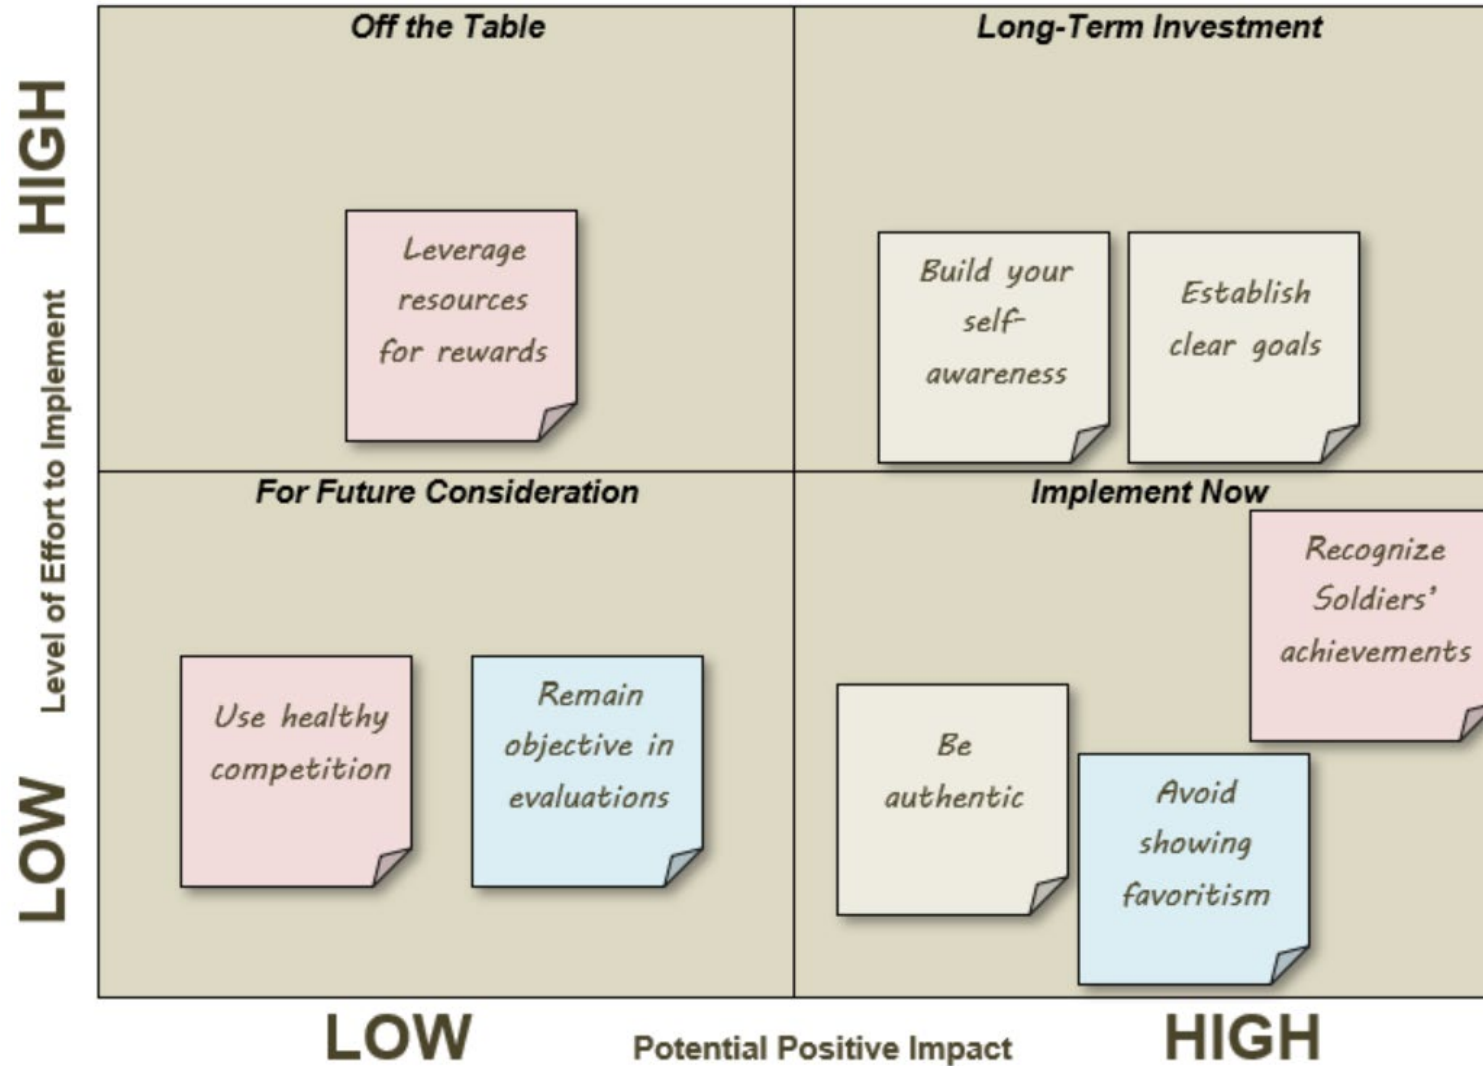 Off the Table
Long-Term Investment
HIGH
Level of Effort to Implement
LOW
Leverage
resources
for rewards
Build your
self-
awareness
Establish
clear goals
For Future Consideration
Implement Now
Use healthy
competition
Remain
objective in
evaluations
Be
authentic
Avoid
showing
favoritism
Recognize
Soldiers’
achievements
LOW
Potential Positive Impact
HIGH